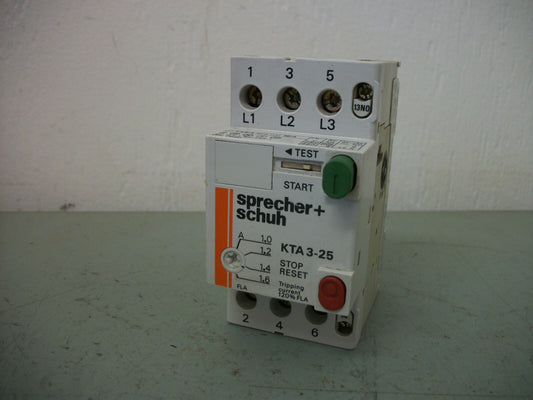 1 3 5
13NO
L1 L2 L3
◄ TEST
START
sprecher+
schuh
A 1.0
1.2
KTA 3-25
1.4
STOP
RESET
1.6
FLA
Tripping
current
120% FLA
2 4 6